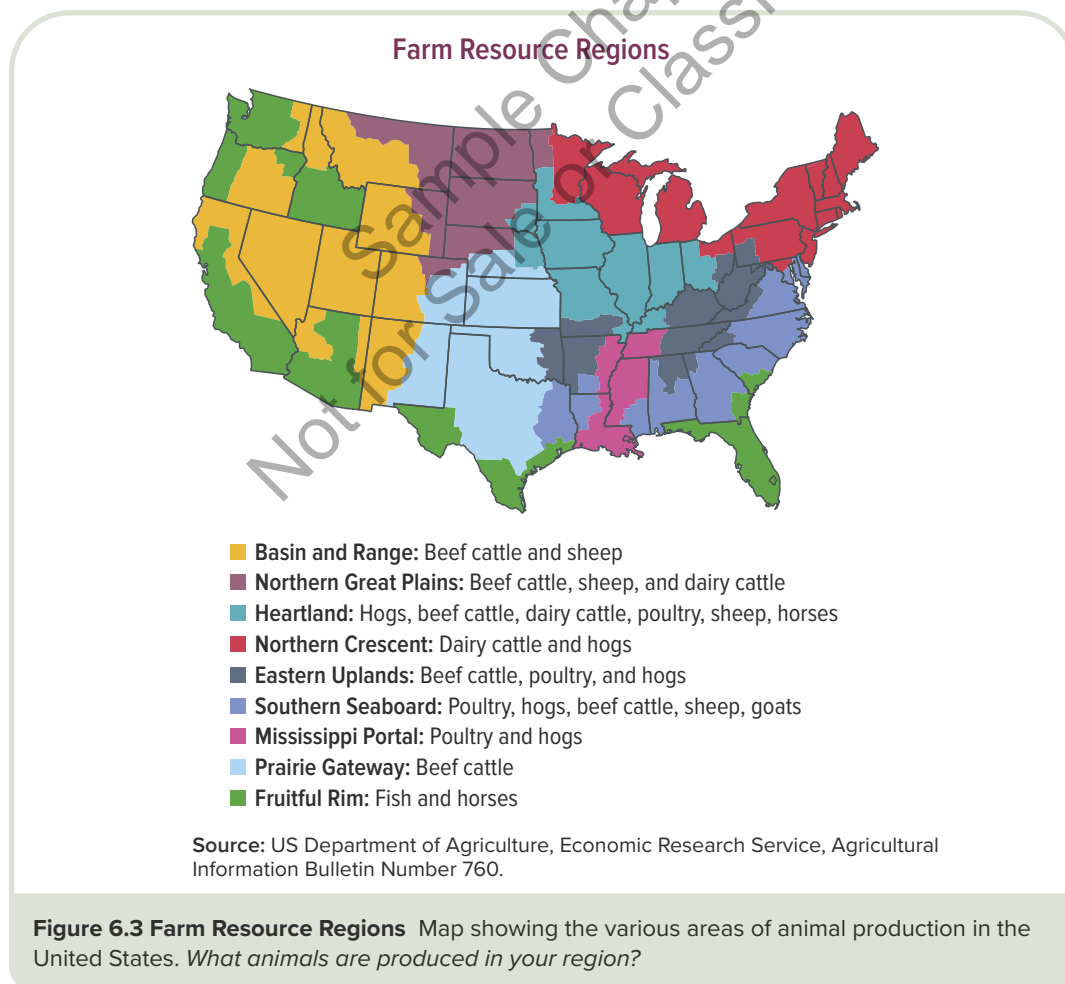 Farm Resource Regions
Sample Chap
Not for Sale or Classr
Basin and Range: Beef cattle and sheep
Northern Great Plains: Beef cattle, sheep, and dairy cattle
Heartland: Hogs, beef cattle, dairy cattle, poultry, sheep, horses
Northern Crescent: Dairy cattle and hogs
Eastern Uplands: Beef cattle, poultry, and hogs
Southern Seaboard: Poultry, hogs, beef cattle, sheep, goats
Mississippi Portal: Poultry and hogs
Prairie Gateway: Beef cattle
Fruitful Rim: Fish and horses
Source: US Department of Agriculture, Economic Research Service, Agricultural
Information Bulletin Number 760.
Figure 6.3 Farm Resource Regions Map showing the various areas of animal production in the
United States. What animals are produced in your region?